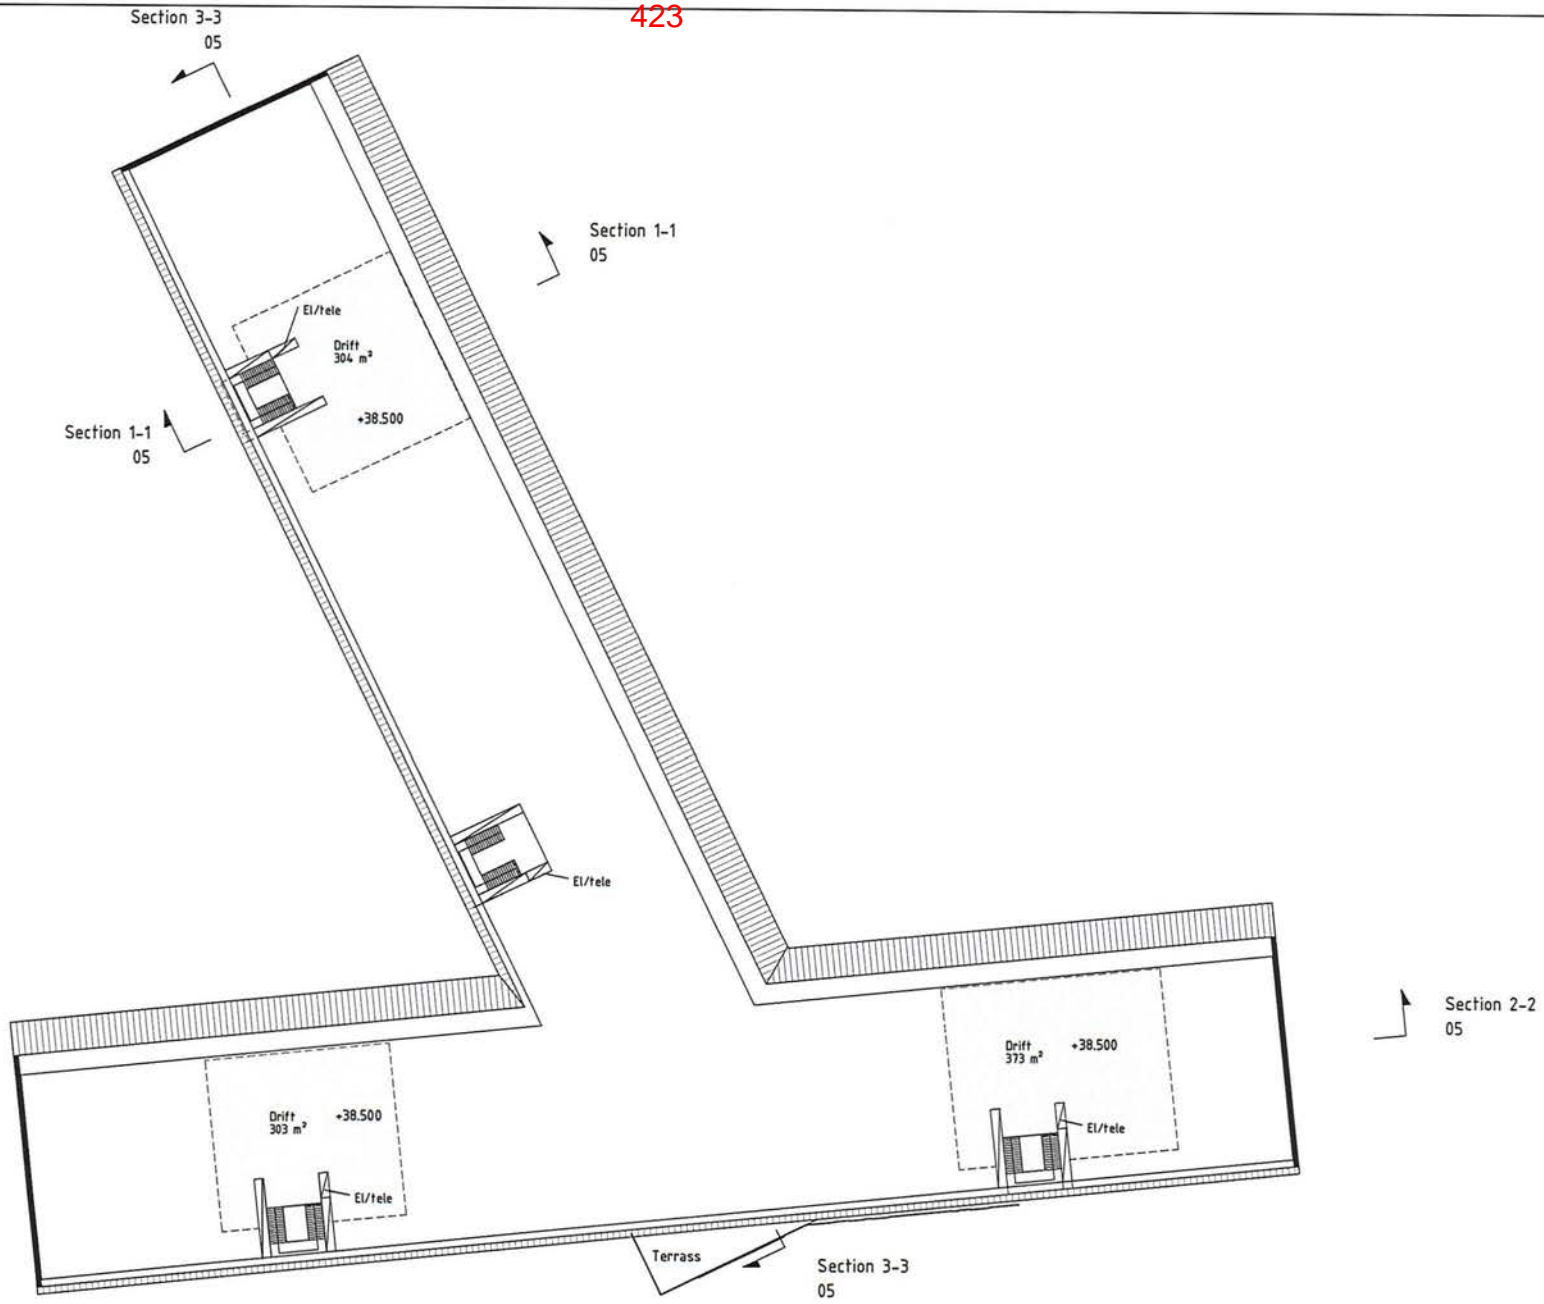 423
Section 3-3
05
Section 1-1
05
El/tele
Drift
304 m²
+38.500
Section 1-1
05
El/tele
Section 2-2
05
Drift +38.500
373 m²
El/tele
Drift +38.500
303 m²
El/tele
Terrass
Section 3-3
05